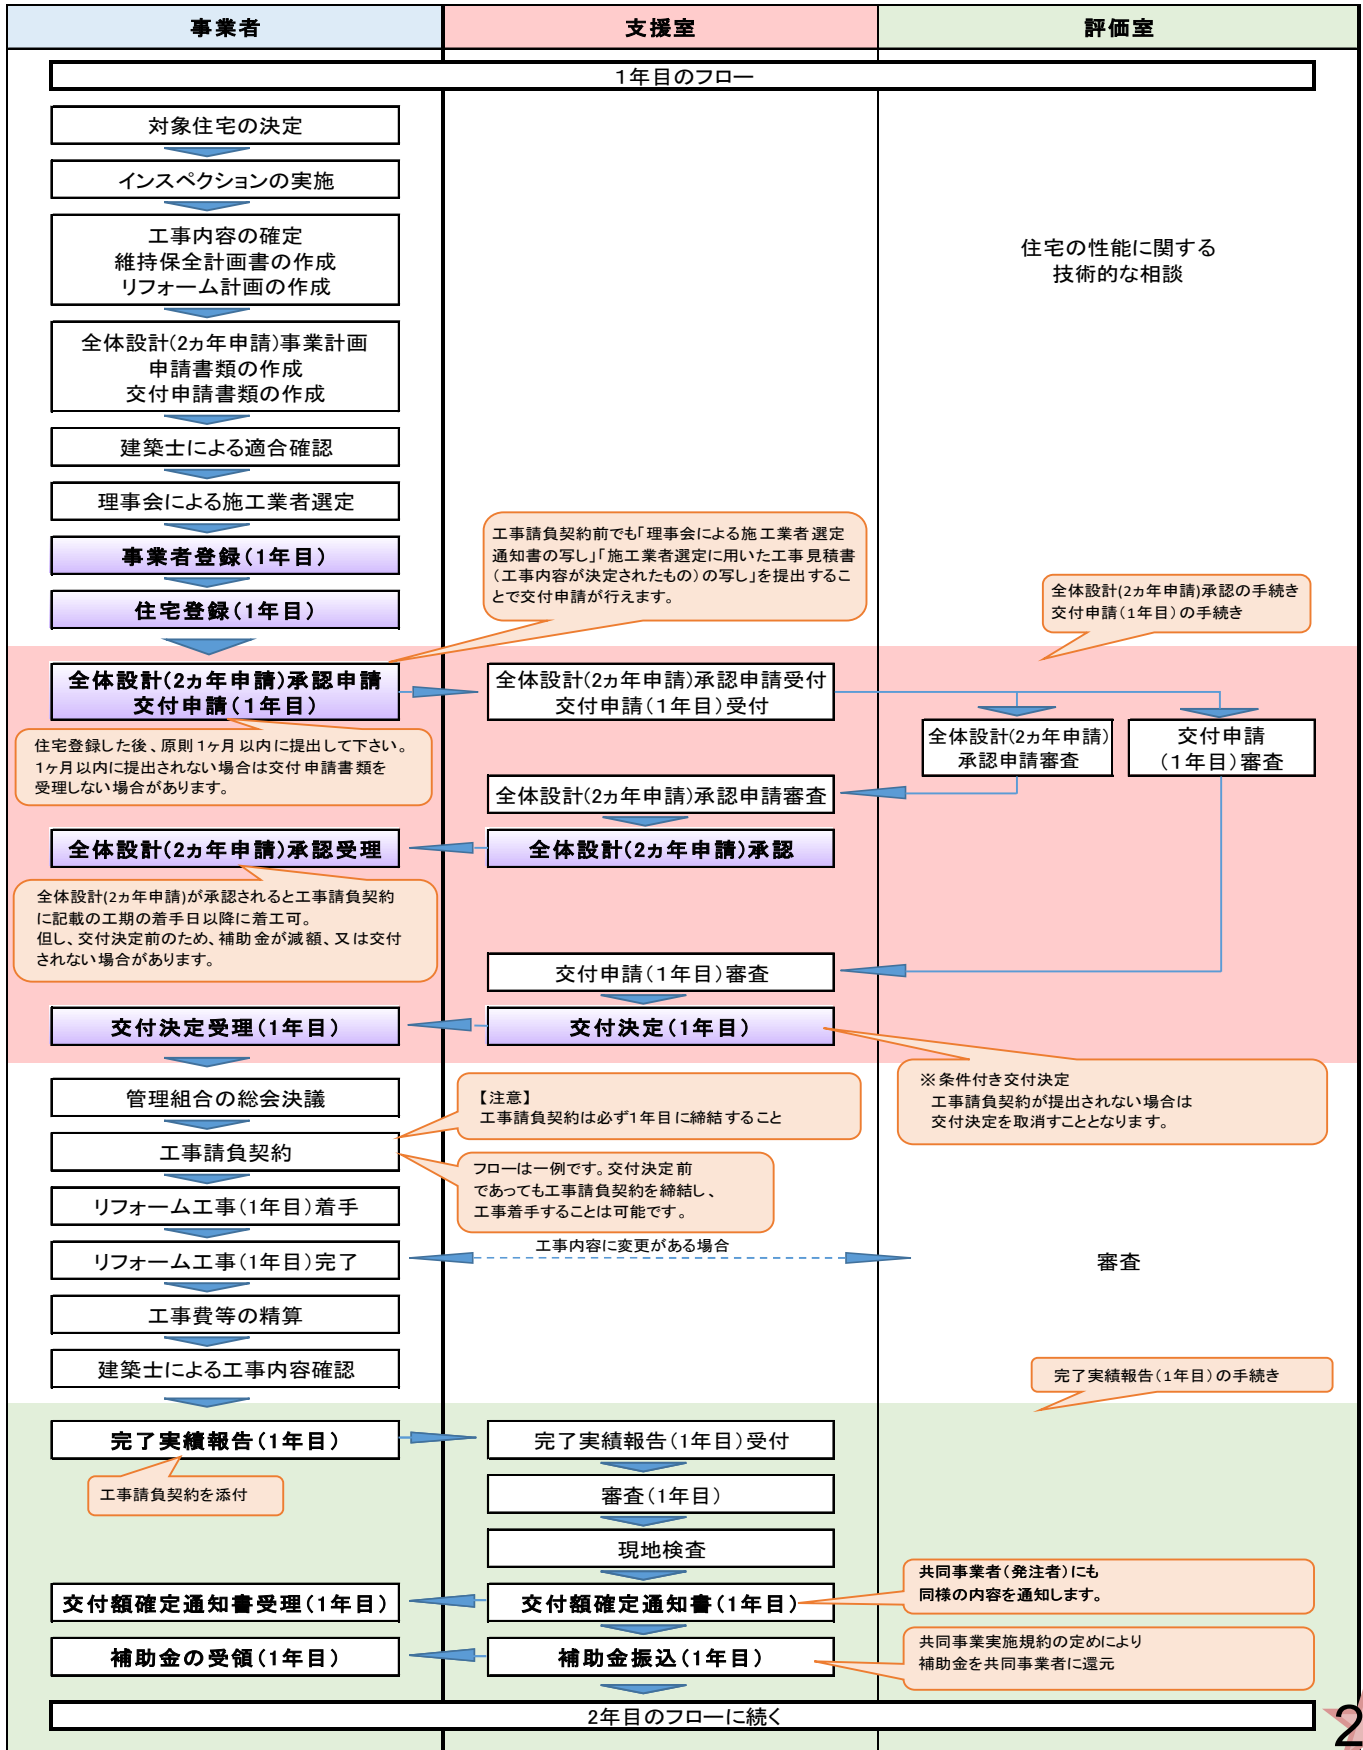 事業者
支援室
評価室
1年目のフロー
対象住宅の決定
インスペクションの実施
工事内容の確定
維持保全計画書の作成
リフォーム計画の作成
住宅の性能に関する
技術的な相談
全体設計(2ヵ年申請)事業計画
申請書類の作成
交付申請書類の作成
建築士による適合確認
理事会による施工業者選定
事業者登録(1年目)
住宅登録(1年目)
工事請負契約前でも「理事会による施工業者選定
通知書の写し」「施工業者選定に用いた工事見積書
(工事内容が決定されたもの)の写し」を提出するこ
とで交付申請が行えます。
全体設計(2ヵ年申請)承認の手続き
交付申請(1年目)の手続き
全体設計(2ヵ年申請)承認申請
交付申請(1年目)
全体設計(2ヵ年申請)承認申請受付
交付申請(1年目)受付
全体設計(2ヵ年申請)
承認申請審査
交付申請
(1年目)審査
住宅登録した後、原則1ヶ月以内に提出して下さい。
1ヶ月以内に提出されない場合は交付申請書類を
受理しない場合があります。
全体設計(2ヵ年申請)承認申請審査
全体設計(2ヵ年申請)承認受理
全体設計(2ヵ年申請)承認
全体設計(2ヵ年申請)が承認されると工事請負契約
に記載の工期の着手日以降に着工可。
但し、交付決定前のため、補助金が減額、又は交付
されない場合があります。
交付申請(1年目)審査
交付決定受理(1年目)
交付決定(1年目)
※条件付き交付決定
工事請負契約が提出されない場合は
交付決定を取消すこととなります。
管理組合の総会決議
【注意】
工事請負契約は必ず1年目に締結すること
工事請負契約
フローは一例です。交付決定前
であっても工事請負契約を締結し、
工事着手することは可能です。
リフォーム工事(1年目)着手
リフォーム工事(1年目)完了
工事内容に変更がある場合
審査
工事費等の精算
建築士による工事内容確認
完了実績報告(1年目)の手続き
完了実績報告(1年目)
完了実績報告(1年目)受付
工事請負契約を添付
審査(1年目)
現地検査
共同事業者(発注者)にも
同様の内容を通知します。
交付額確定通知書受理(1年目)
交付額確定通知書(1年目)
補助金の受領(1年目)
補助金振込(1年目)
共同事業実施規約の定めにより
補助金を共同事業者に還元
2年目のフローに続く
2